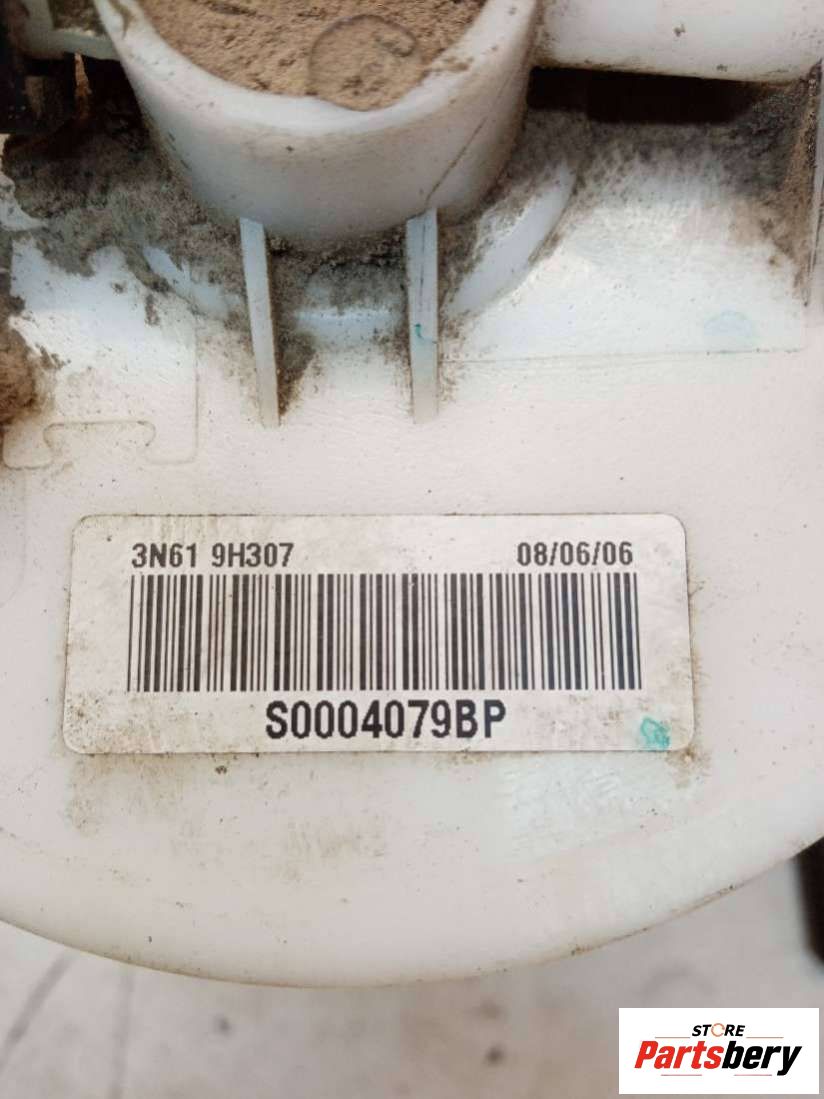 3N61 9H307 08/06/06
S0004079BP
STORE
Partsbery